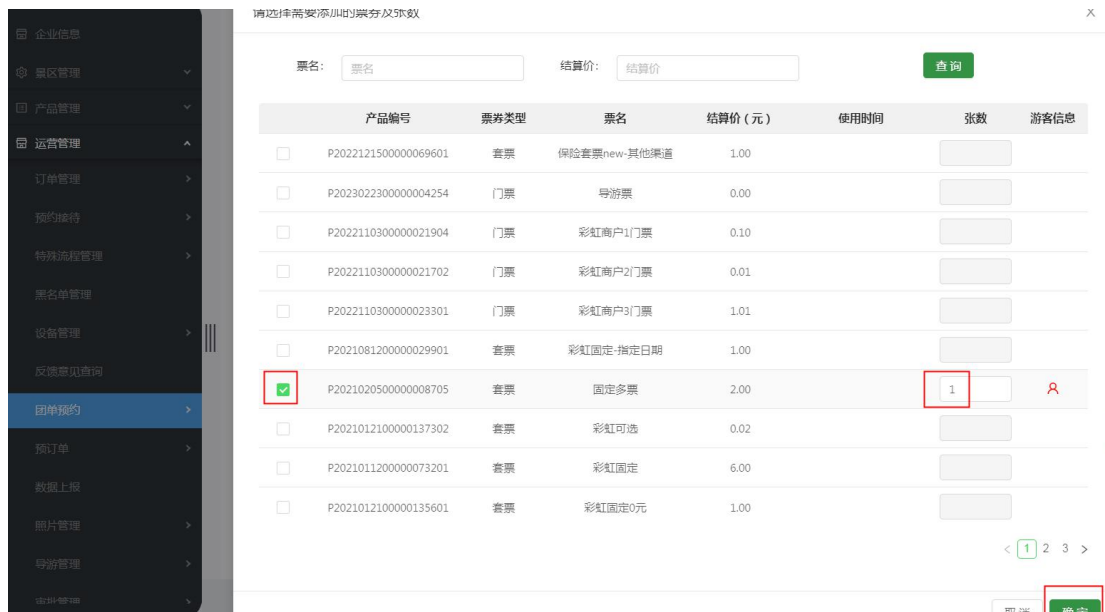 请选择需要添加的票券及张数 X
企业信息
景区管理
产品管理
运营管理
订单管理
预约接待
特殊流程管理
黑名单管理
设备管理
反馈意见查询
团单预约
预订单
数据上报
照片管理
导游管理
审批管理
票名: 票名 结算价: 结算价 查询
产品编号 票券类型 票名 结算价(元) 使用时间 张数 游客信息
P2022121500000069601 套票 保险套票new-其他渠道 1.00
P2023022300000004254 门票 导游票 0.00
P2022110300000021904 门票 彩虹商户1门票 0.10
P2022110300000021702 门票 彩虹商户2门票 0.01
P2022110300000023301 门票 彩虹商户3门票 1.01
P2021081200000029901 套票 彩虹固定-指定日期 1.00
P2021020500000008705 套票 固定多票 2.00 1
P2021012100000137302 套票 彩虹可选 0.02
P2021011200000073201 套票 彩虹固定 6.00
P2021012100000135601 套票 彩虹固定0元 1.00
< 1 2 3 >
取消 确定